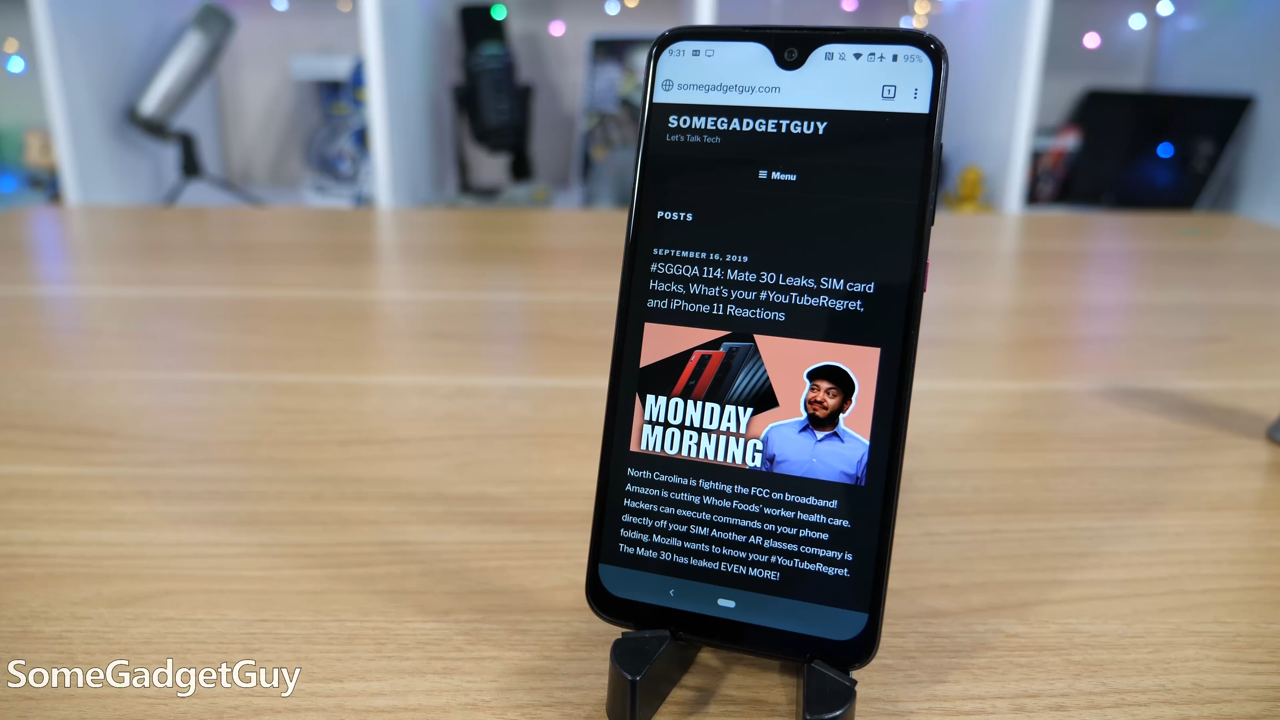 9:31
95%
somegadgetguy.com
1
SOMEGADGETGUY
Let's Talk Tech
Menu
POSTS
SEPTEMBER 16, 2019
#SGGQA 114: Mate 30 Leaks, SIM card
Hacks, What's your #YouTubeRegret,
and iPhone 11 Reactions
MONDAY
MORNING
North Carolina is fighting the FCC on broadband!
Amazon is cutting Whole Foods' worker health care.
Hackers can execute commands on your phone
directly off your SIM! Another AR glasses company is
folding. Mozilla wants to know your #YouTubeRegret.
The Mate 30 has leaked EVEN MORE!
SomeGadgetGuy